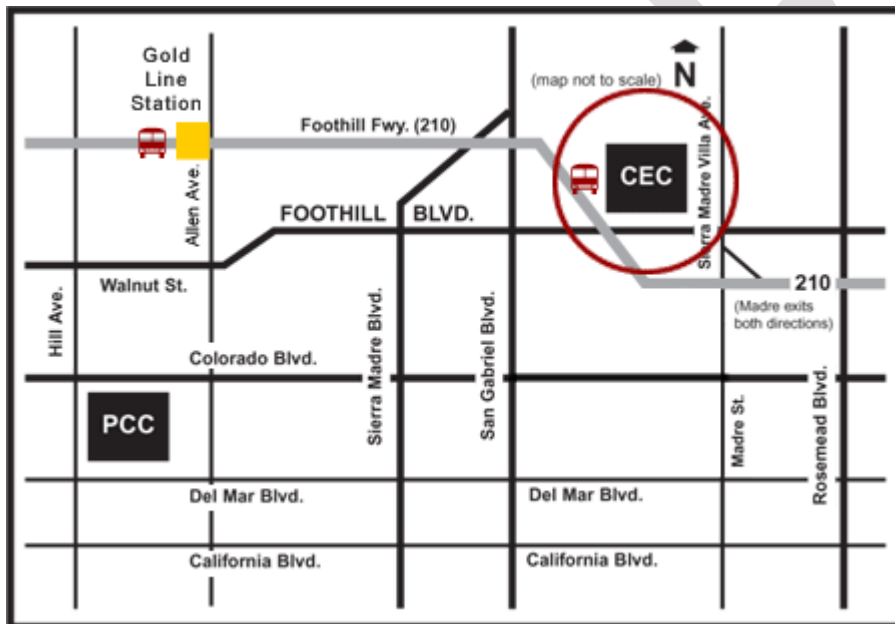 Gold
Line
Station
(map not to scale)
N
Foothill Fwy. (210)
CEC
Sierra Madre Villa Ave.
Allen Ave.
FOOTHILL BLVD.
Walnut St.
210
(Madre exits
both directions)
Hill Ave.
Colorado Blvd.
Sierra Madre Blvd.
San Gabriel Blvd.
Madre St.
Rosemead Blvd.
PCC
Del Mar Blvd.
Del Mar Blvd.
California Blvd.
California Blvd.